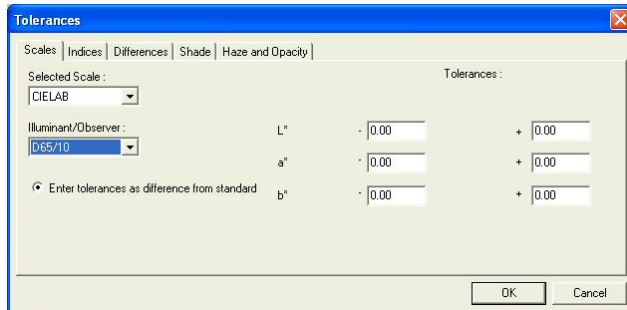 Tolerances
Scales Indices Differences Shade Haze and Opacity
Selected Scale : Tolerances :
CIELAB
Illuminant/Observer :
D65/10
L* - 0.00 + 0.00
a* - 0.00 + 0.00
Enter tolerances as difference from standard
b* - 0.00 + 0.00
OK Cancel